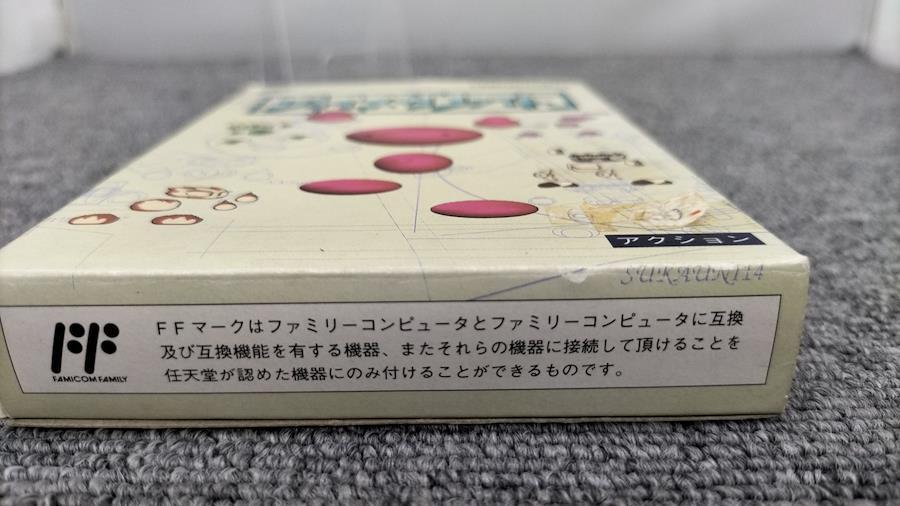 アクション
SUKAUNI14
FAMICOM FAMILY
FFマークはファミリーコンピュータとファミリーコンピュータに互換
及び互換機能を有する機器、またそれらの機器に接続して頂けることを
任天堂が認めた機器にのみ付けることができるものです。